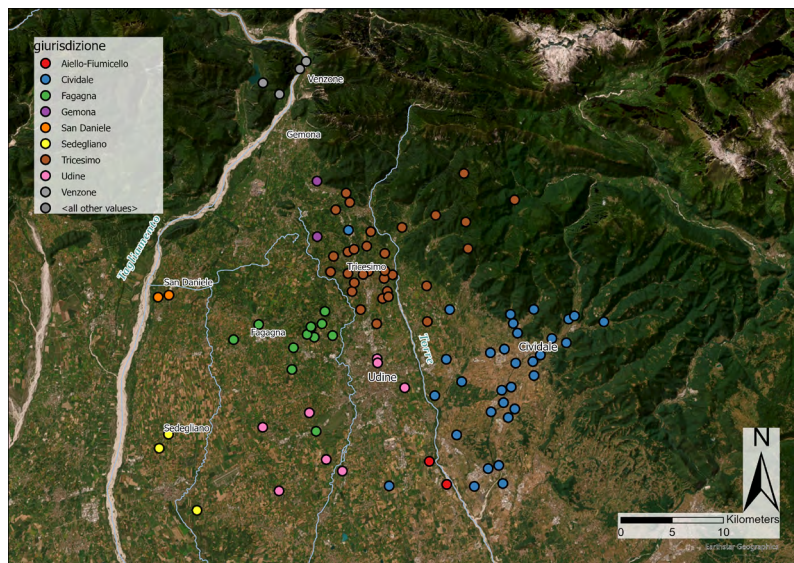 giurisdizione
Aiello-Fiumicello
Cividale
Fagagna
Gemona
San Daniele
Sedegliano
Tricesimo
Udine
Venzone
<all other values>
Venzone
Gemona
Tagliamento
San Daniele
Tricesimo
Fagagna
Torre
Cividale
Udine
Sedegliano
N
Kilometers
0 5 10
Earthstar Geographics